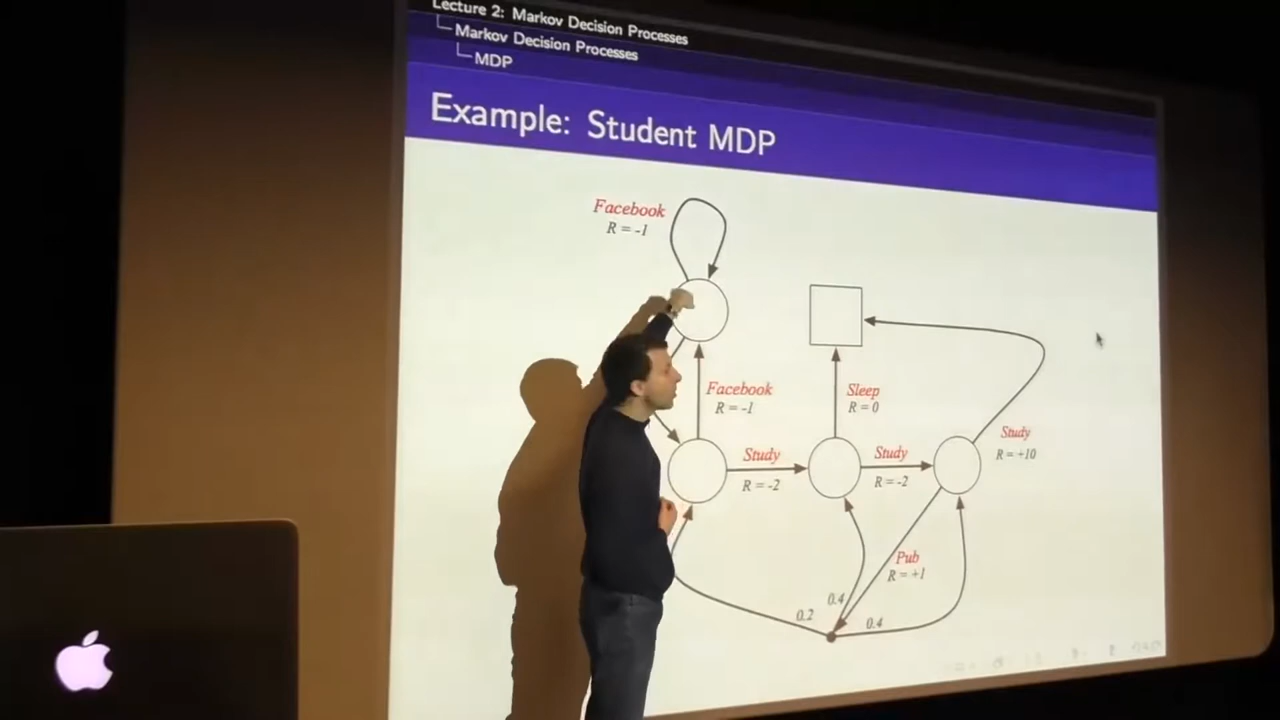 Lecture 2: Markov Decision Processes
Markov Decision Processes
MDP
Example: Student MDP
Facebook
R = -1
Facebook
R = -1
Sleep
R = 0
Study
R = -2
Study
R = -2
Study
R = +10
Pub
R = +1
0.2
0.4
0.4